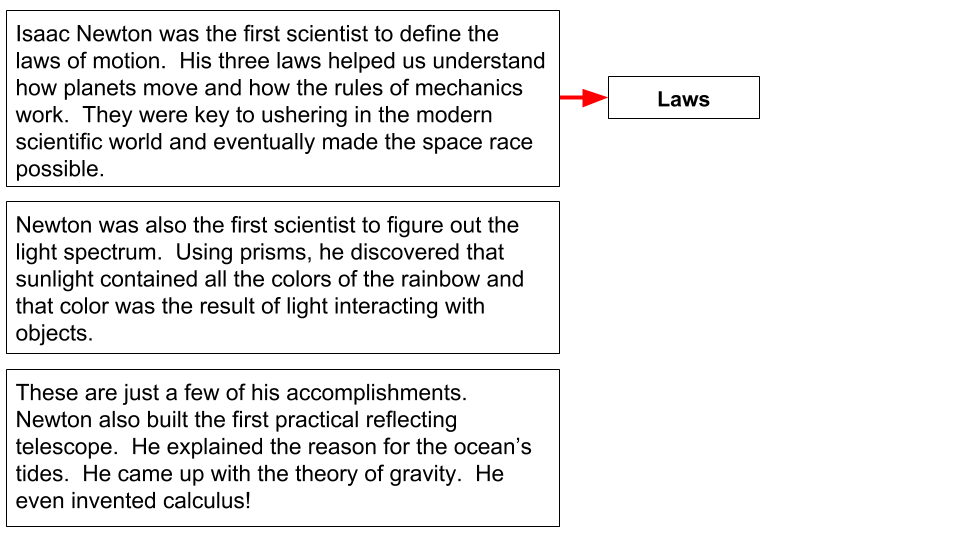 Isaac Newton was the first scientist to define the
laws of motion.  His three laws helped us understand
how planets move and how the rules of mechanics
work.  They were key to ushering in the modern
scientific world and eventually made the space race
possible.
Laws
Newton was also the first scientist to figure out the
light spectrum.  Using prisms, he discovered that
sunlight contained all the colors of the rainbow and
that color was the result of light interacting with
objects.
These are just a few of his accomplishments.
Newton also built the first practical reflecting
telescope.  He explained the reason for the ocean’s
tides.  He came up with the theory of gravity.  He
even invented calculus!